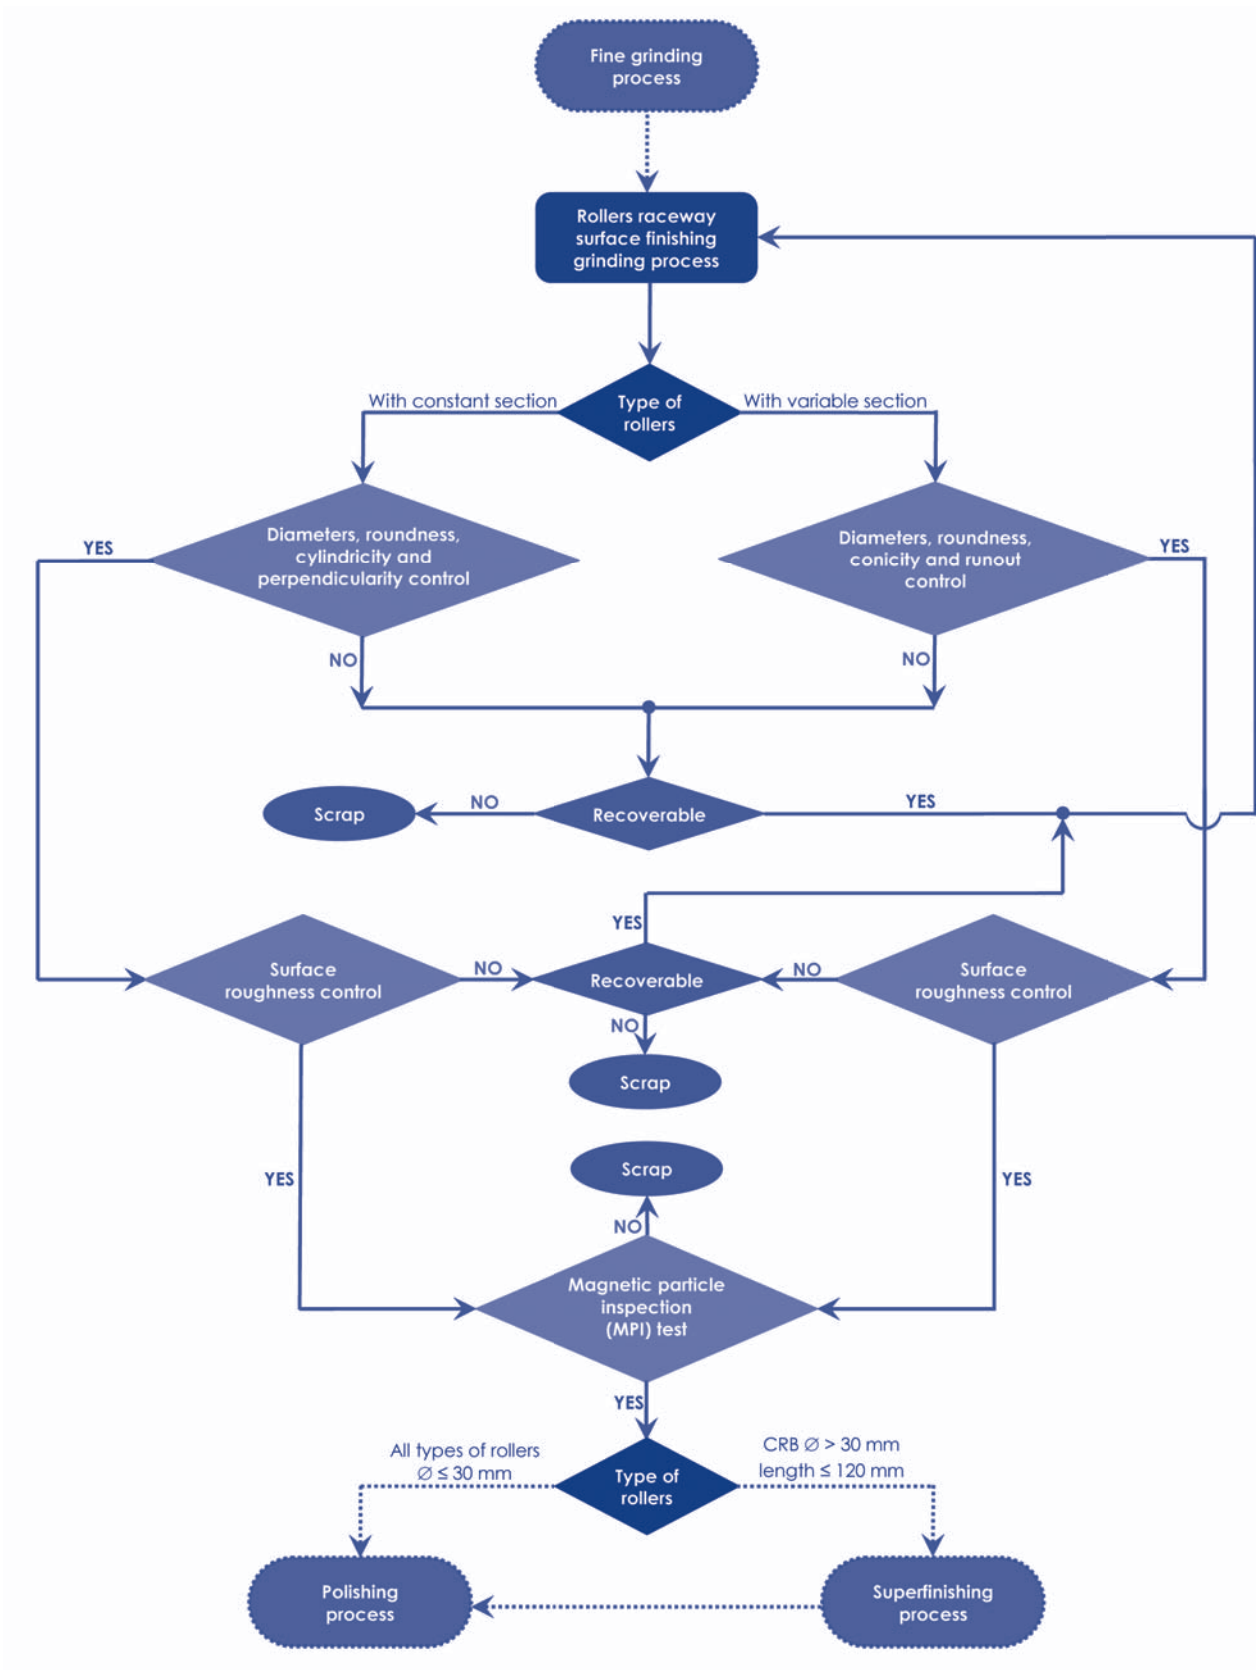 Fine grinding
process
Rollers raceway
surface finishing
grinding process
With constant section
Type of
rollers
With variable section
YES
Diameters, roundness,
cylindricity and
perpendicularity control
Diameters, roundness,
conicity and runout
control
YES
NO
NO
Scrap
NO
Recoverable
YES
YES
Surface
roughness control
NO
Recoverable
NO
Surface
roughness control
NO
Scrap
YES
Scrap
YES
NO
Magnetic particle
inspection
(MPI) test
YES
All types of rollers
Ø ≤ 30 mm
Type of
rollers
CRB Ø > 30 mm
length ≤ 120 mm
Polishing
process
Superfinishing
process